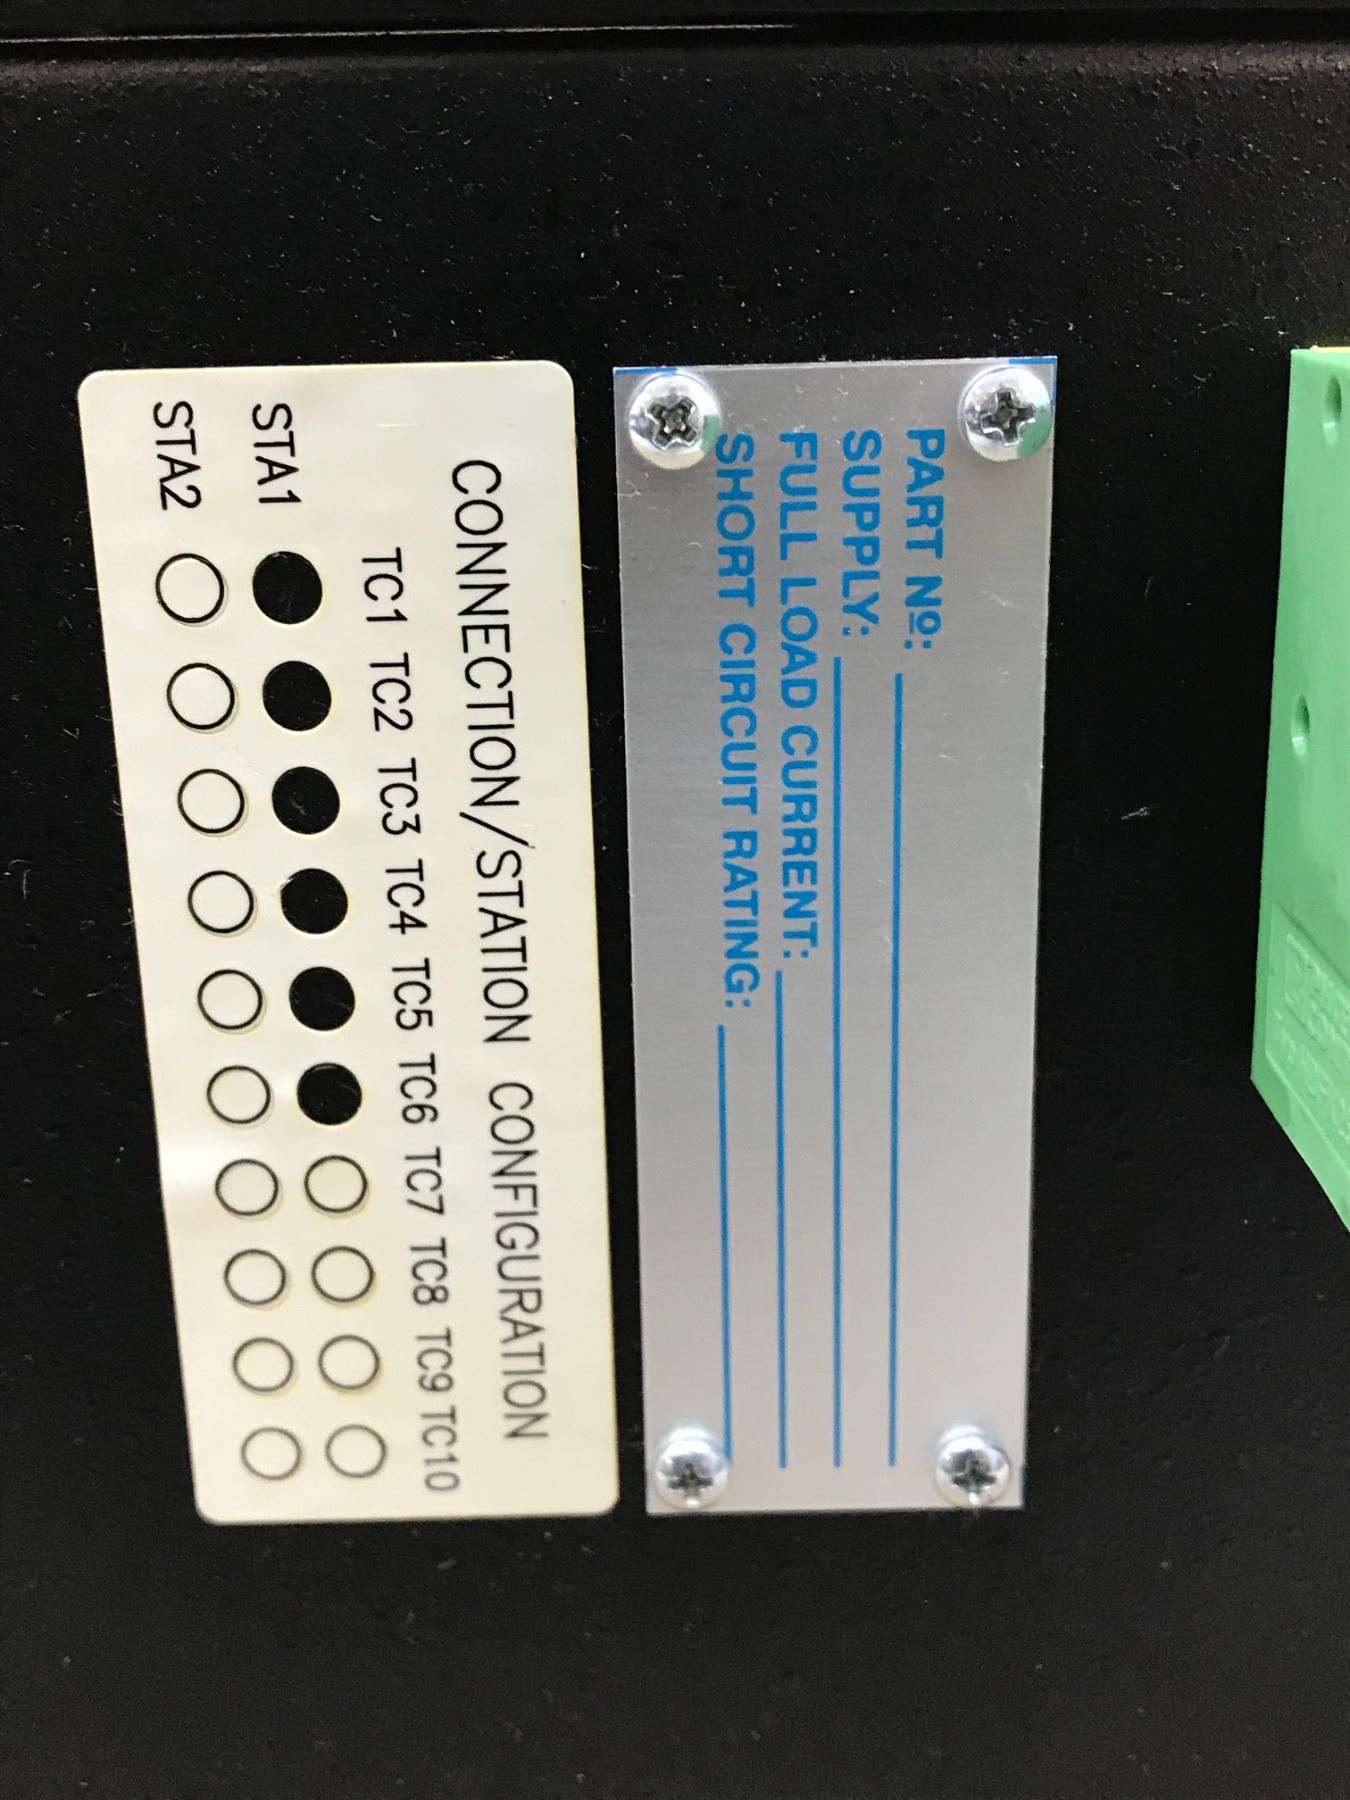 PART Nº:
SUPPLY:
FULL LOAD CURRENT:
SHORT CIRCUIT RATING:
CONNECTION/STATION CONFIGURATION
TC1 TC2 TC3 TC4 TC5 TC6 TC7 TC8 TC9 TC10
STA1
STA2